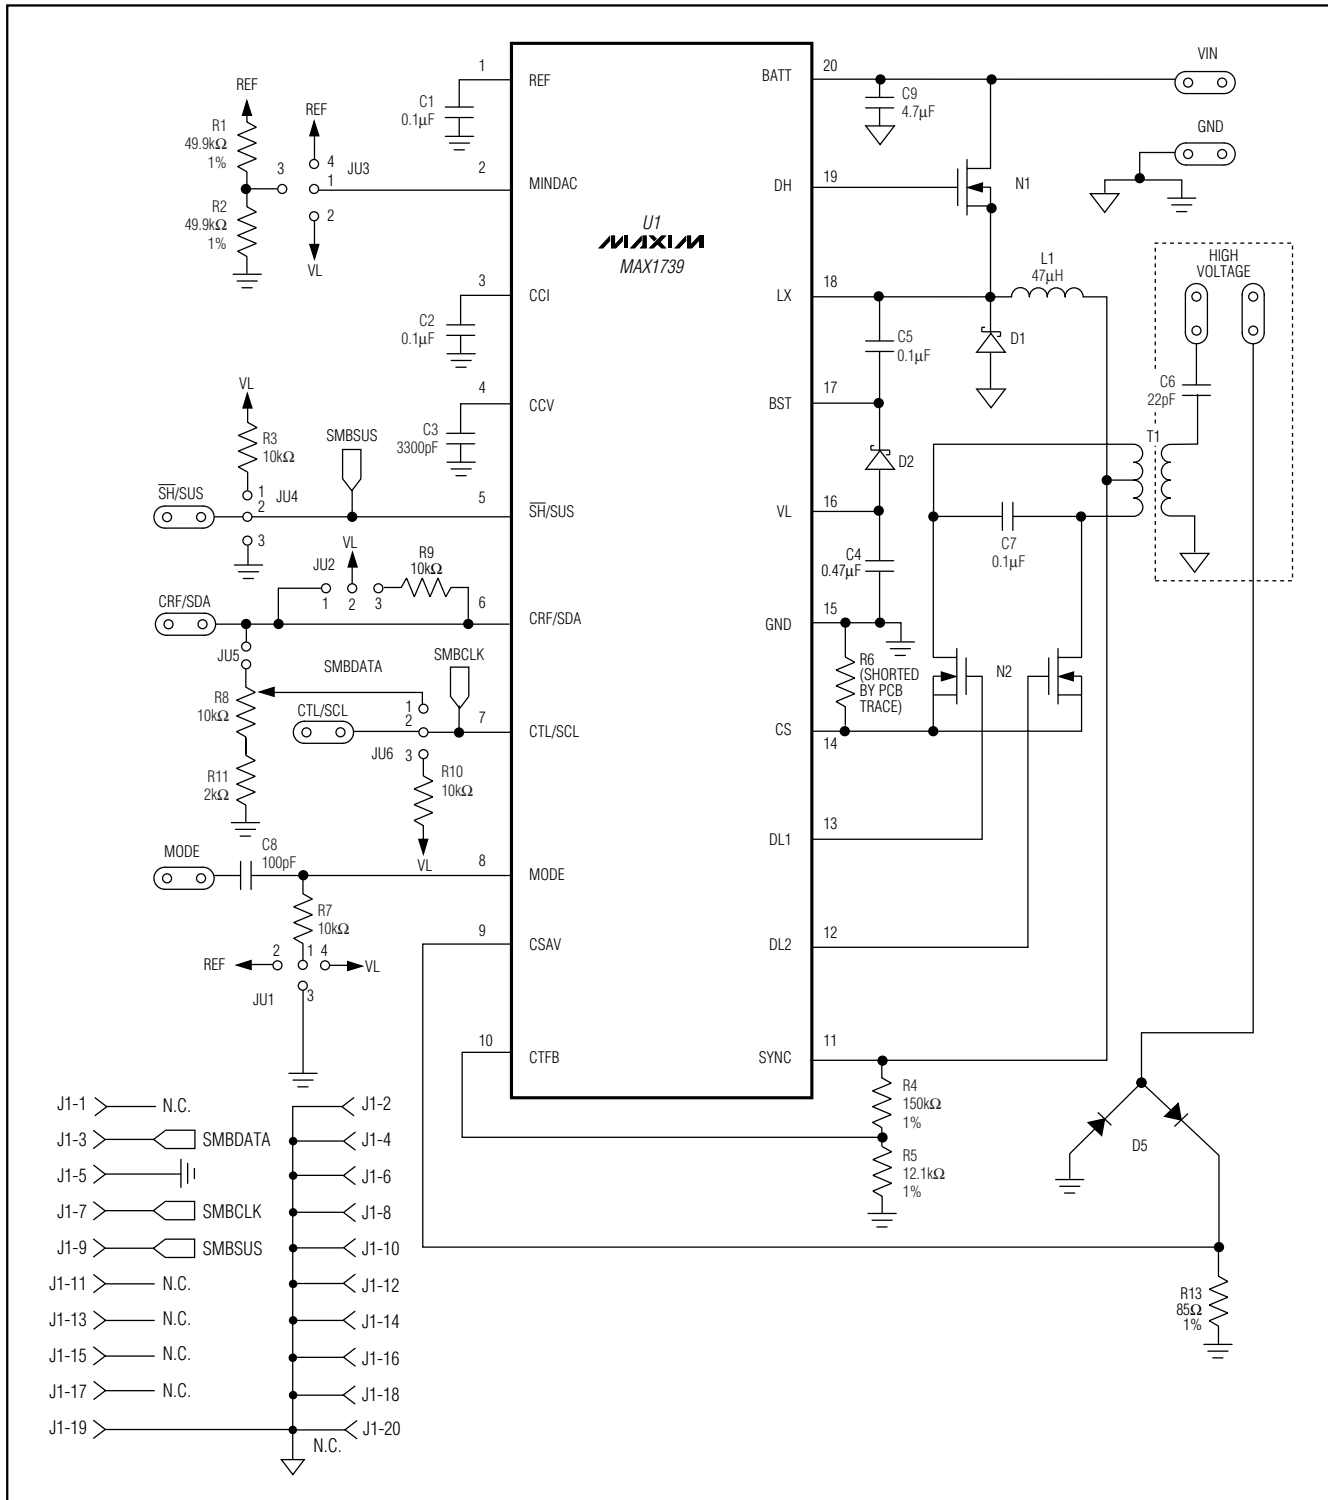 U1
MAXIM
MAX1739
1
REF
2
MINDAC
3
CCI
4
CCV
5
SH/SUS
6
CRF/SDA
7
CTL/SCL
8
MODE
9
CSAV
10
CTFB
20
BATT
19
DH
18
LX
17
BST
16
VL
15
GND
14
CS
13
DL1
12
DL2
11
SYNC
REF
R1
49.9kΩ
1%
R2
49.9kΩ
1%
REF
3
4
1
2
JU3
VL
C1
0.1µF
C2
0.1µF
C3
3300pF
VL
R3
10kΩ
SMBSUS
SH/SUS
1
2
3
JU4
JU2
VL
R9
10kΩ
1
2
3
CRF/SDA
JU5
SMBDATA
SMBCLK
R8
10kΩ
CTL/SCL
1
2
3
JU6
R11
2kΩ
R10
10kΩ
VL
MODE
C8
100pF
R7
10kΩ
REF
2
1
4
VL
JU1
3
C9
4.7µF
VIN
GND
N1
L1
47µH
HIGH
VOLTAGE
C5
0.1µF
D1
C6
22pF
T1
D2
C7
0.1µF
C4
0.47µF
R6
(SHORTED
BY PCB
TRACE)
N2
R4
150kΩ
1%
R5
12.1kΩ
1%
D5
R13
85Ω
1%
J1-1 N.C. J1-2
J1-3 SMBDATA J1-4
J1-5 J1-6
J1-7 SMBCLK J1-8
J1-9 SMBSUS J1-10
J1-11 N.C. J1-12
J1-13 N.C. J1-14
J1-15 N.C. J1-16
J1-17 N.C. J1-18
J1-19 J1-20
N.C.